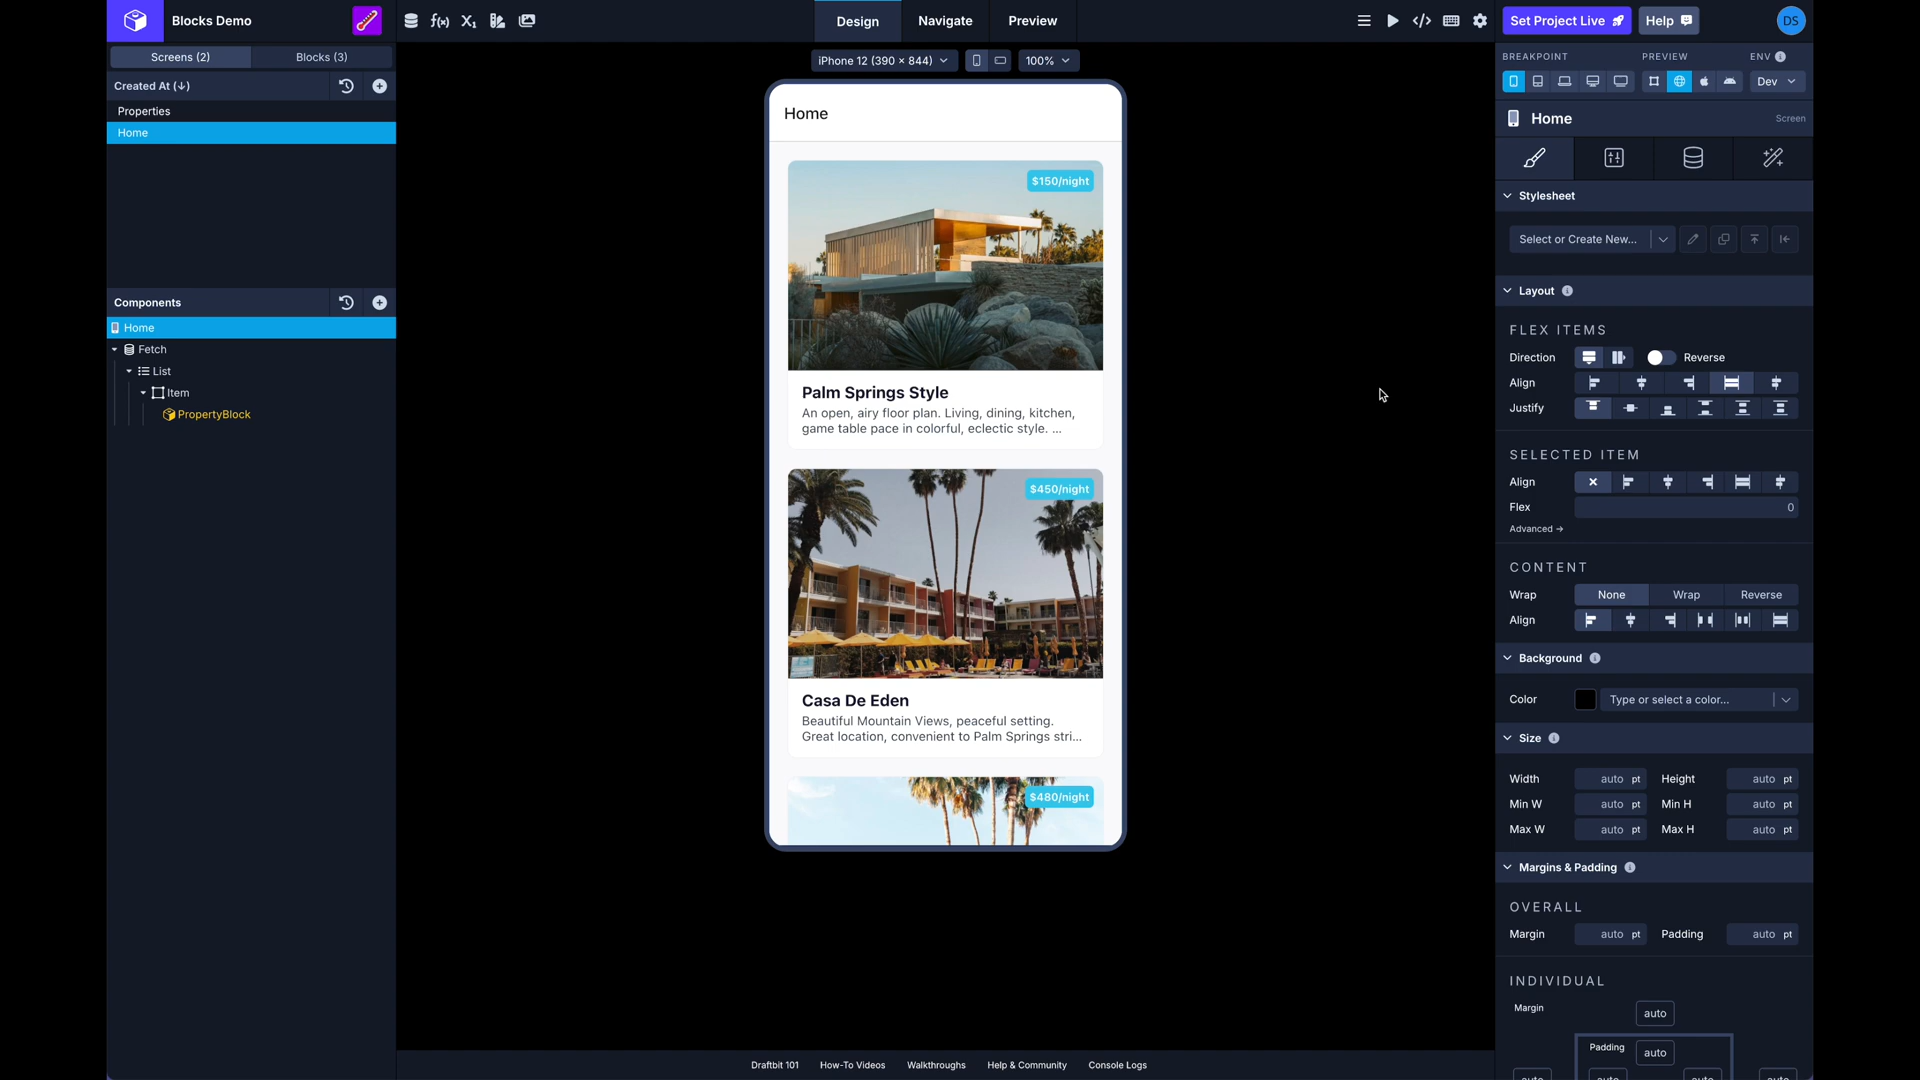 Blocks Demo
f(x)
X₁
Design
Navigate
Preview
Set Project Live
Help
DS
Screens (2)
Blocks (3)
Created At (↓)
Properties
Home
Components
Home
Fetch
List
Item
PropertyBlock
iPhone 12 (390 × 844)
100%
Home
$150/night
Palm Springs Style
An open, airy floor plan. Living, dining, kitchen,
game table pace in colorful, eclectic style. ...
$450/night
Casa De Eden
Beautiful Mountain Views, peaceful setting.
Great location, convenient to Palm Springs stri...
$480/night
Draftbit 101
How-To Videos
Walkthroughs
Help & Community
Console Logs
BREAKPOINT
PREVIEW
ENV
Dev
Home
Screen
Stylesheet
Select or Create New...
Layout
FLEX ITEMS
Direction
Reverse
Align
Justify
SELECTED ITEM
Align
Flex
0
Advanced →
CONTENT
Wrap
None
Wrap
Reverse
Align
Background
Color
Type or select a color...
Size
Width auto pt
Height auto pt
Min W auto pt
Min H auto pt
Max W auto pt
Max H auto pt
Margins & Padding
OVERALL
Margin auto pt
Padding auto pt
INDIVIDUAL
Margin
auto
Padding
auto
auto
auto
auto
auto